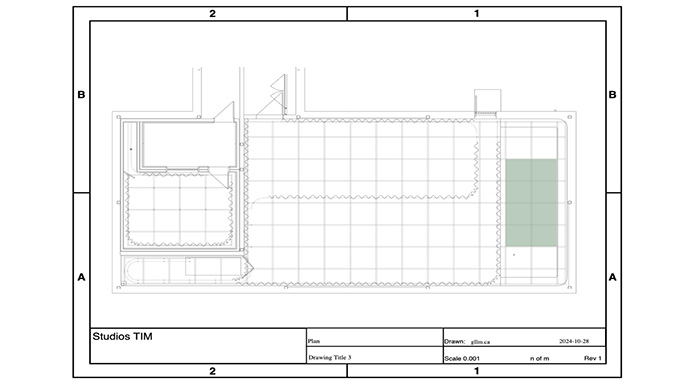 2
1
B
B
A
A
Studios TIM
Plan
Drawn: gllm.ca
2024-10-28
Drawing Title 3
Scale 0.001
n of m
Rev 1
2
1